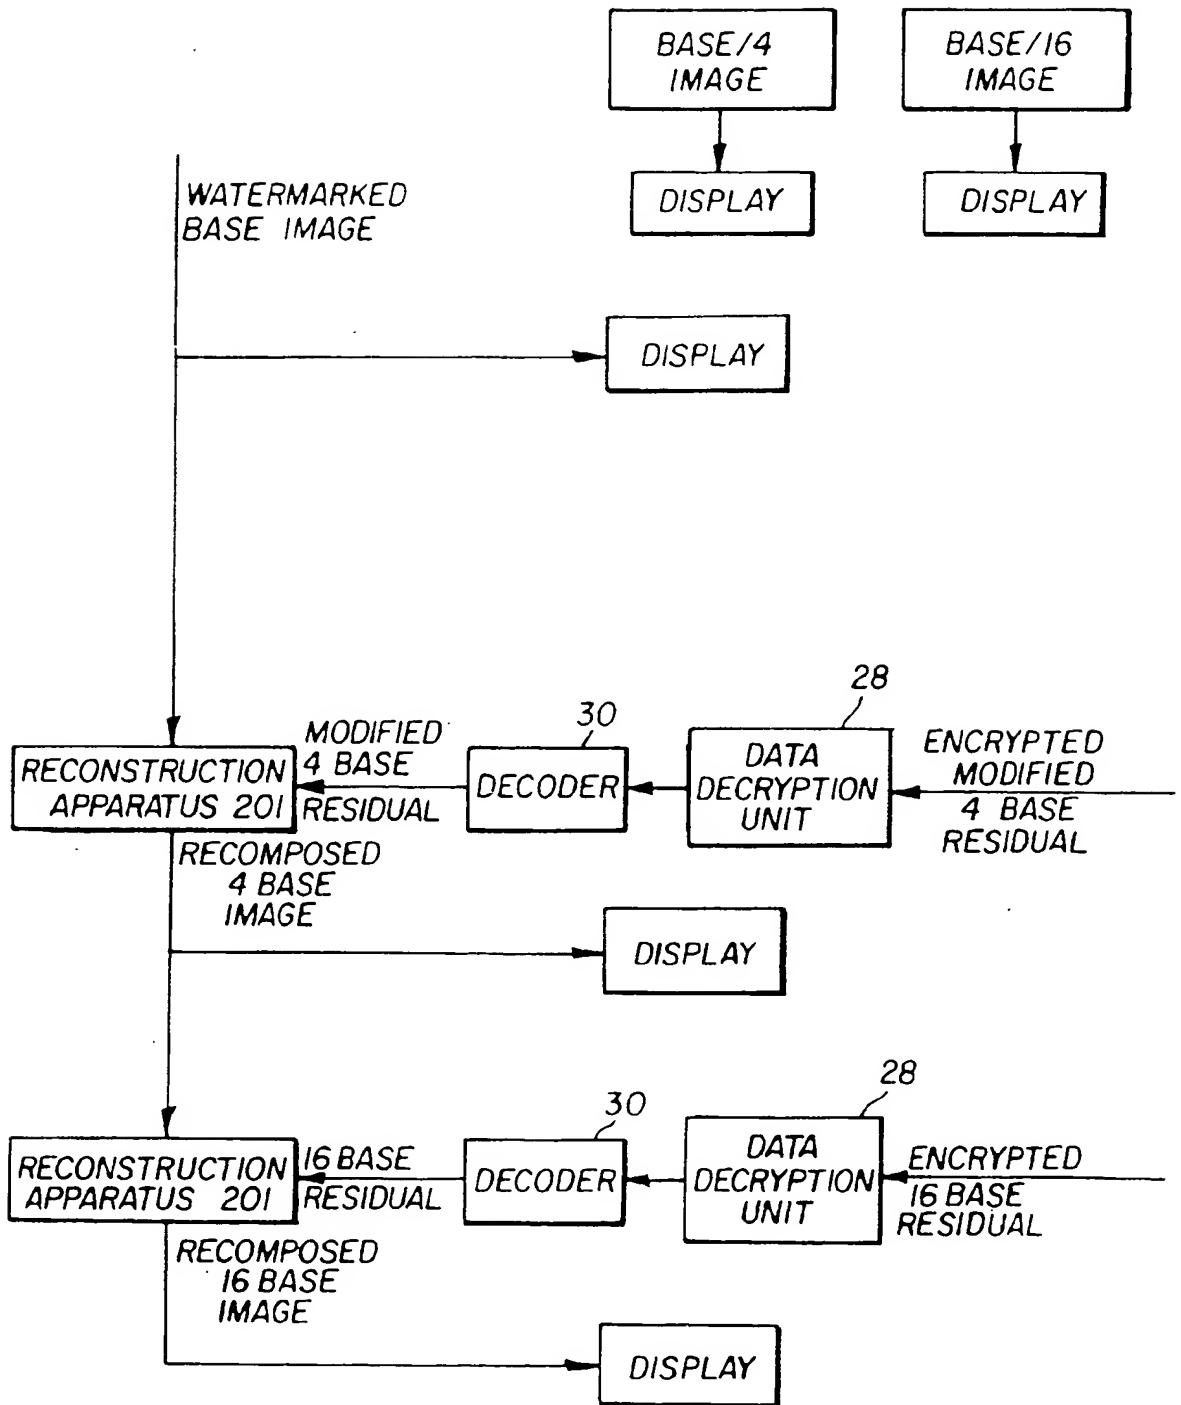 BASE/4
IMAGE
BASE/16
IMAGE
DISPLAY
DISPLAY
WATERMARKED
BASE IMAGE
DISPLAY
28
30
MODIFIED
4 BASE
RESIDUAL
RECONSTRUCTION
APPARATUS 201
DECODER
DATA
DECRYPTION
UNIT
ENCRYPTED
MODIFIED
4 BASE
RESIDUAL
RECOMPOSED
4 BASE
IMAGE
DISPLAY
28
30
RECONSTRUCTION
APPARATUS 201
16 BASE
RESIDUAL
DECODER
DATA
DECRYPTION
UNIT
ENCRYPTED
16 BASE
RESIDUAL
RECOMPOSED
16 BASE
IMAGE
DISPLAY